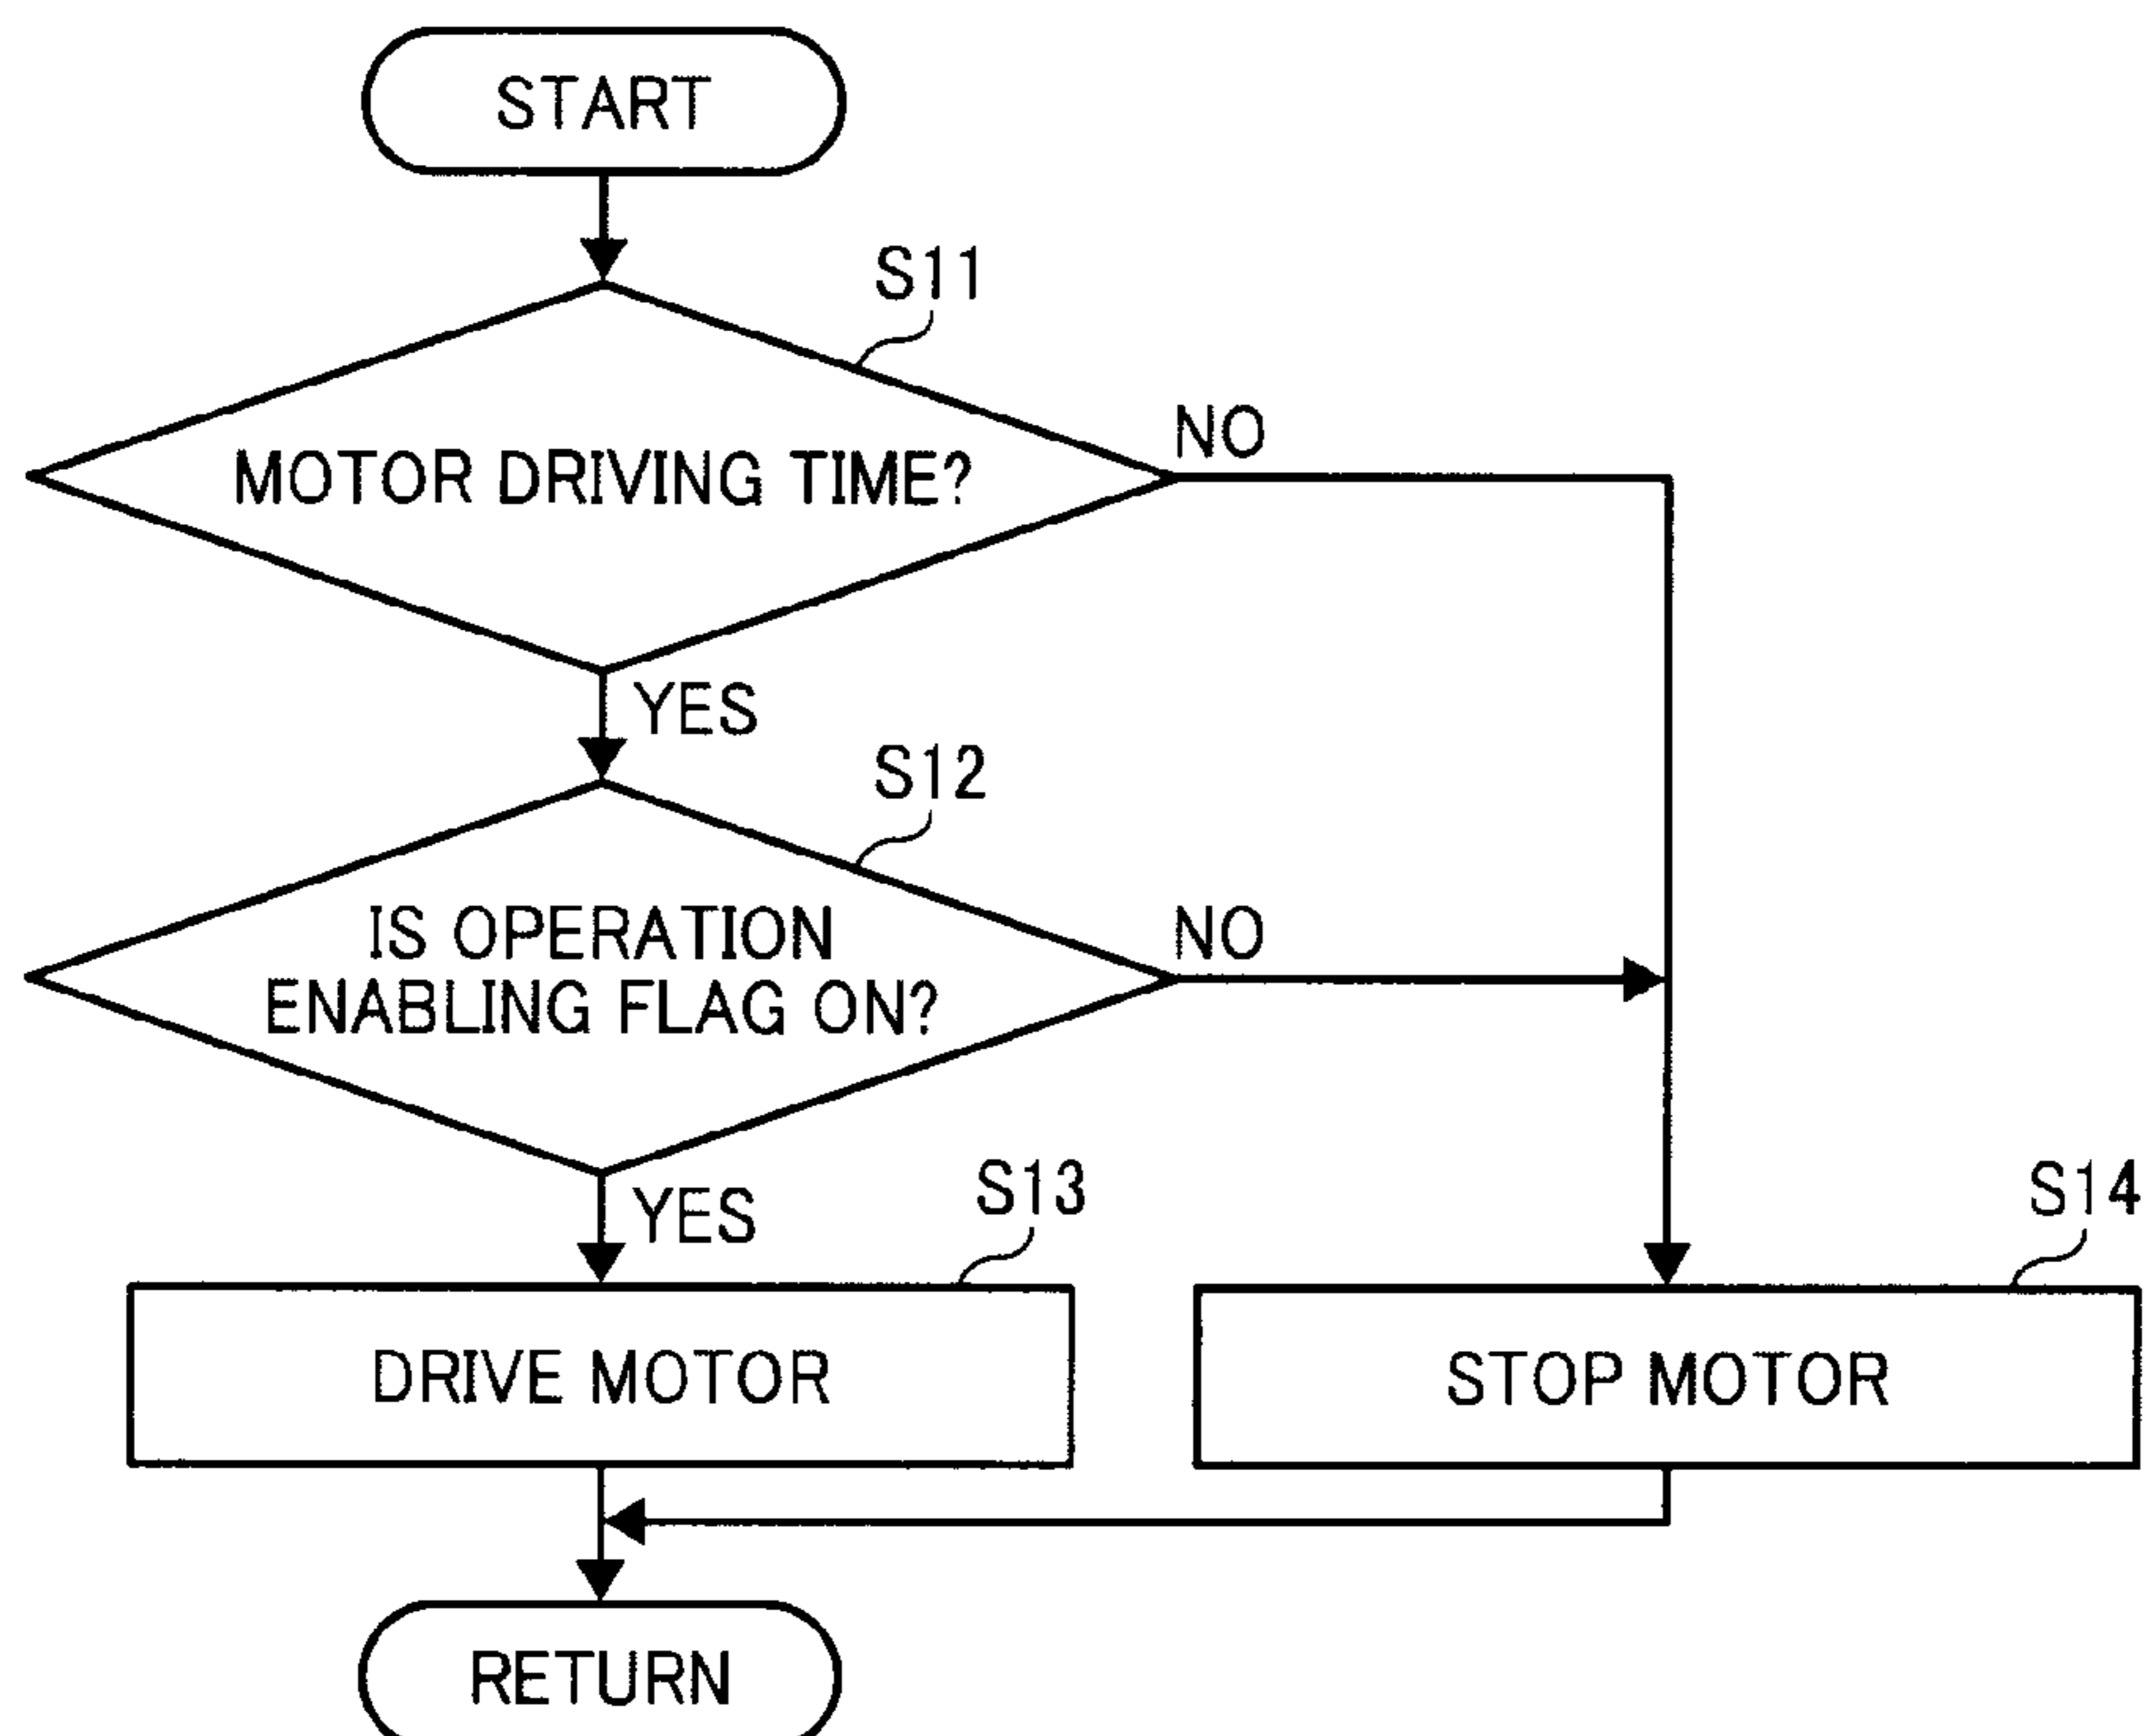 START
S11
MOTOR DRIVING TIME?
NO
YES
S12
IS OPERATION
ENABLING FLAG ON?
NO
YES
S13
S14
DRIVE MOTOR
STOP MOTOR
RETURN